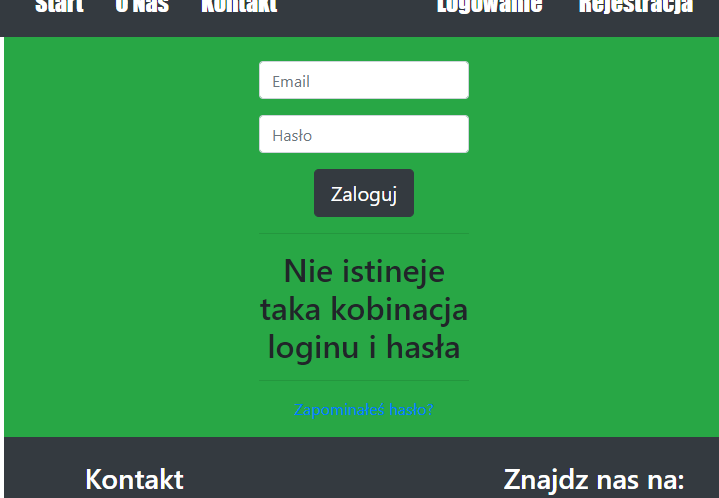 Start O Nas Kontakt Logowanie Rejestracja
Email
Hasło
Zaloguj
Nie istineje
taka kobinacja
loginu i hasła
Zapominałeś hasło?
Kontakt Znajdz nas na: